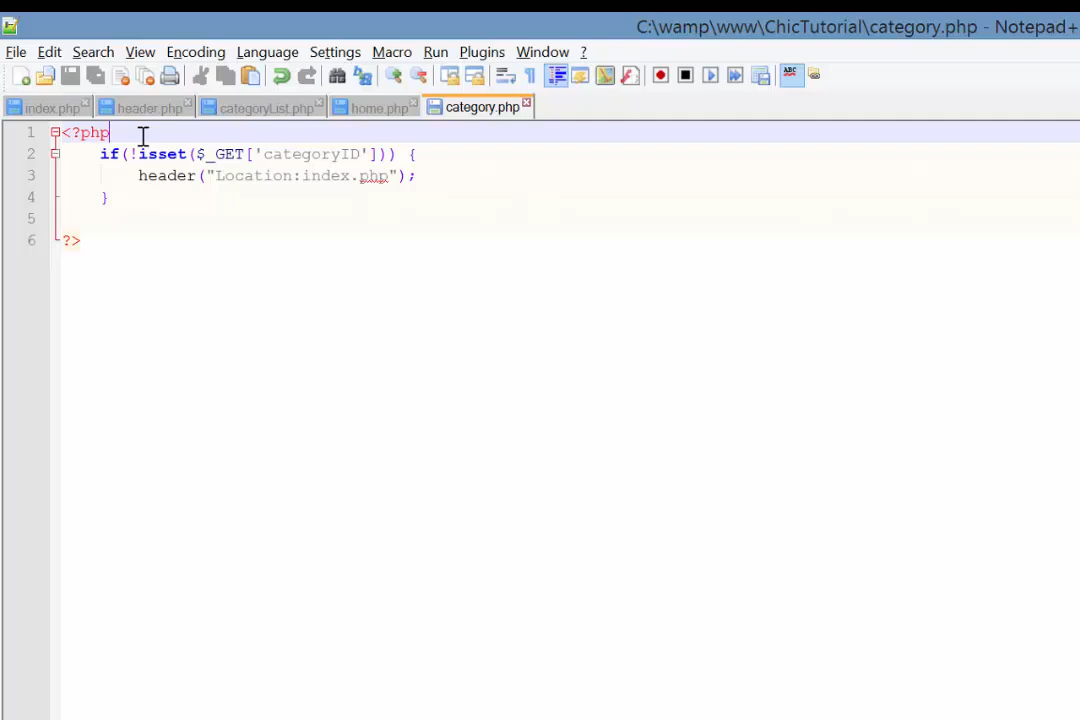 C:\wamp\www\ChicTutorial\category.php - Notepad+
File Edit Search View Encoding Language Settings Macro Run Plugins Window ?
index.php header.php categoryList.php home.php category.php
1 <?php
2 if(!isset($_GET['categoryID'])) {
3 header("Location:index.php");
4 }
5
6 ?>